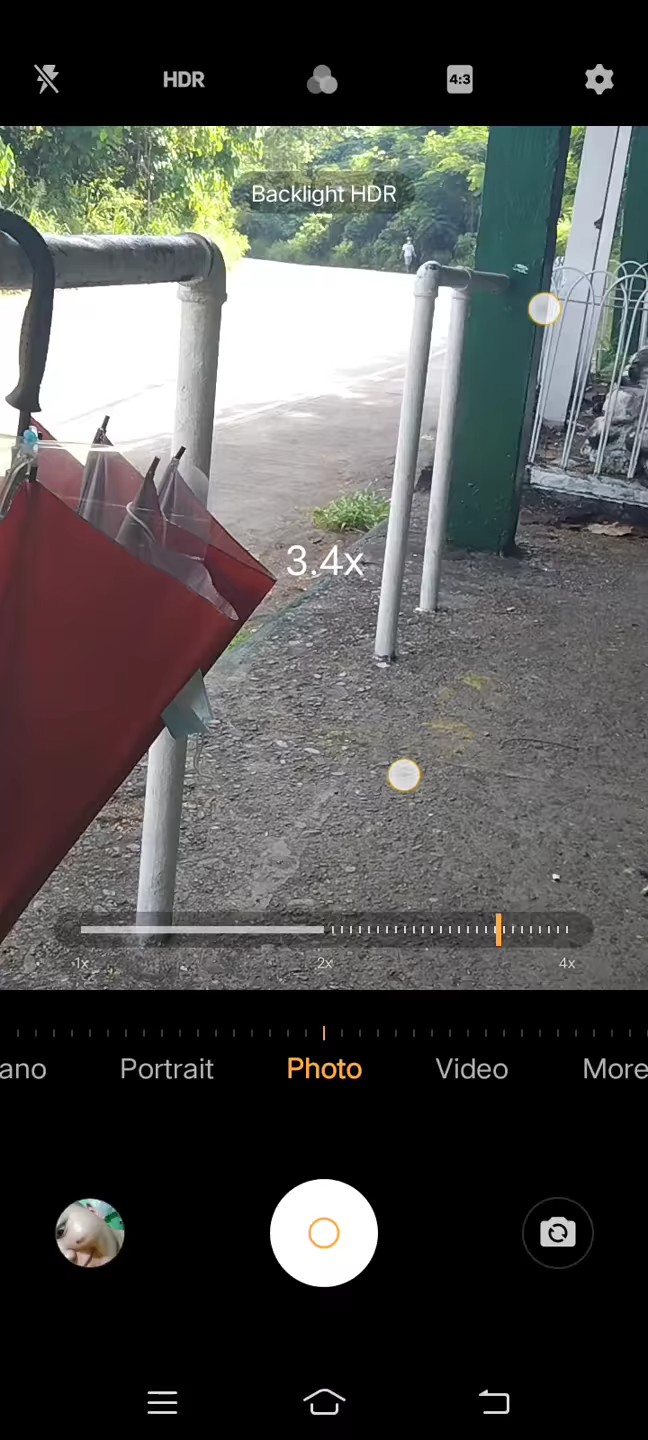 HDR
4:3
Backlight HDR
3.4x
1x
2x
4x
ano
Portrait
Photo
Video
More